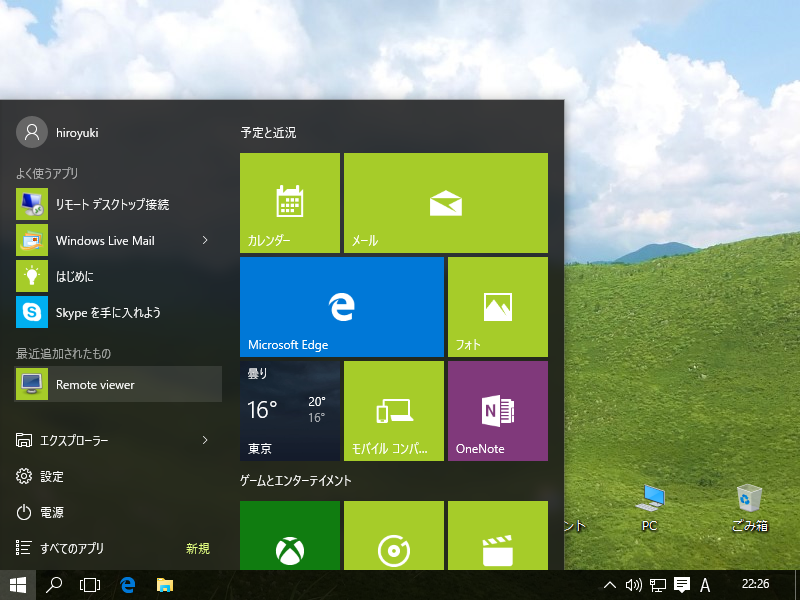 hiroyuki
よく使うアプリ
リモート デスクトップ接続
Windows Live Mail
はじめに
Skype を手に入れよう
最近追加されたもの
Remote viewer
エクスプローラー
設定
電源
すべてのアプリ 新規
予定と近況
カレンダー
メール
Microsoft Edge
フォト
曇り
16° 20°
16°
東京
モバイル コンパ...
N
OneNote
ゲームとエンターテイメント
ント
PC
ごみ箱
A
22:26